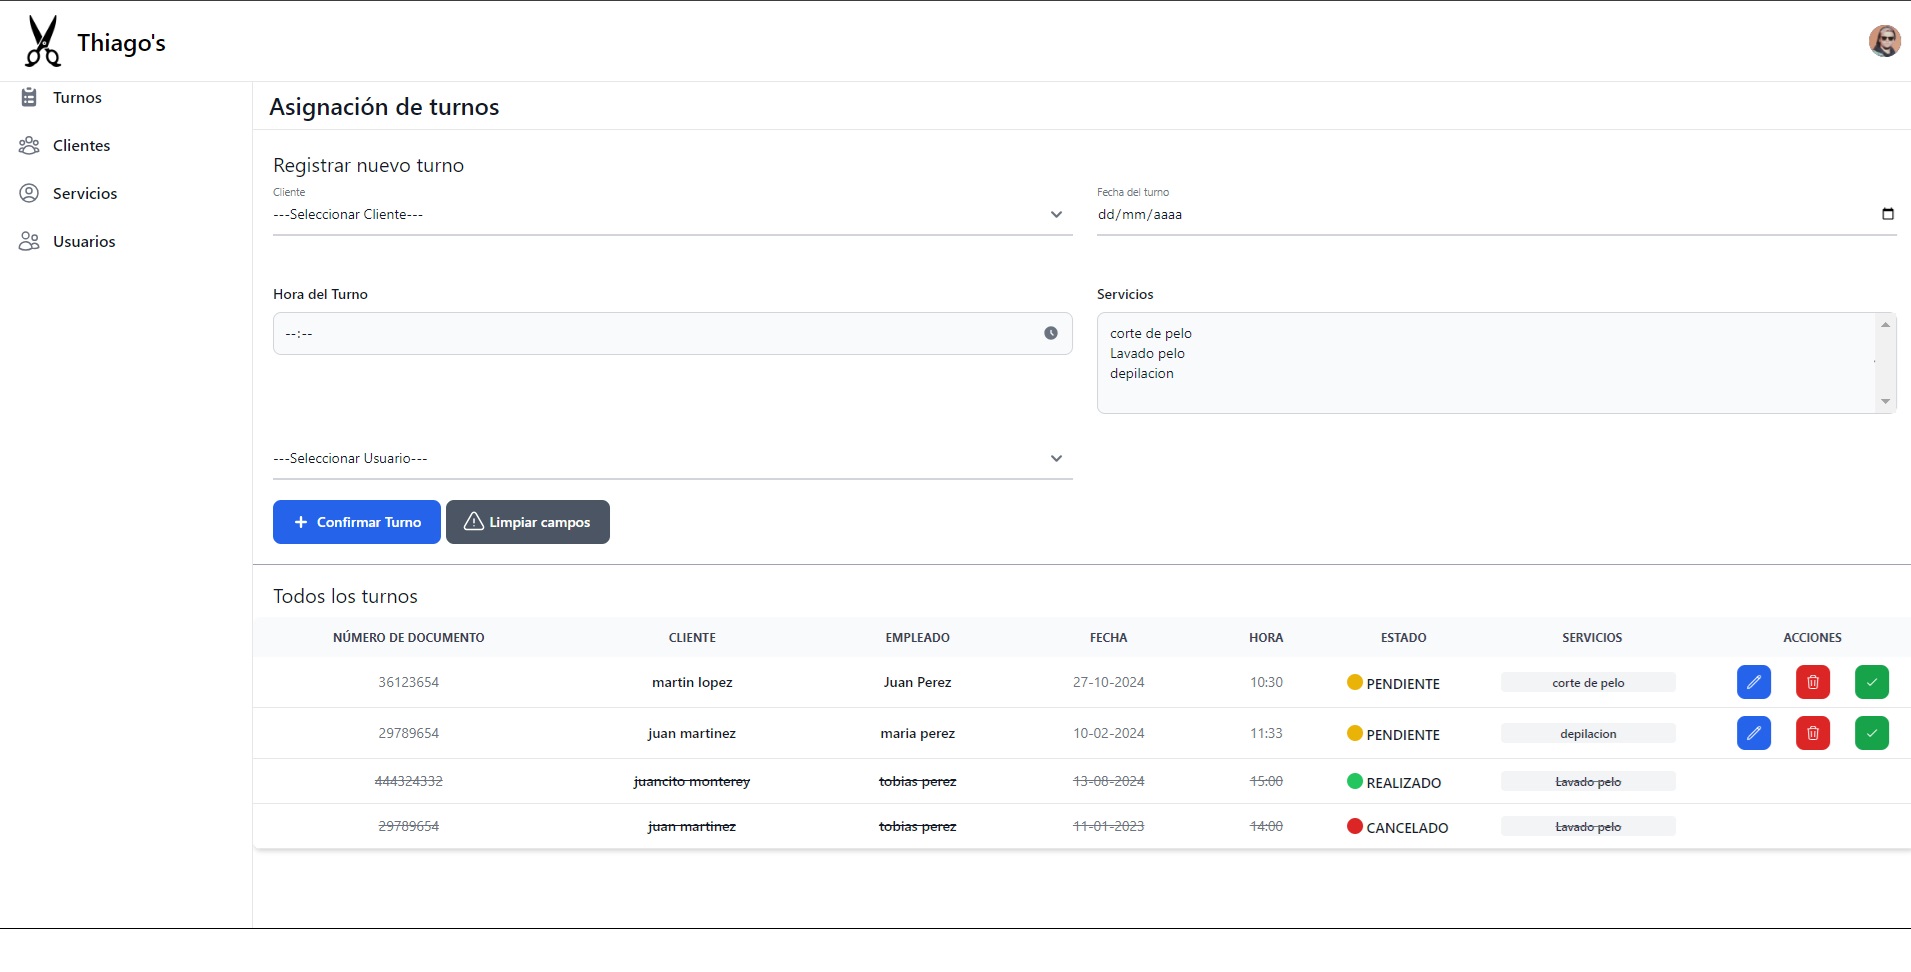 Thiago's
Turnos
Clientes
Servicios
Usuarios
Asignación de turnos
Registrar nuevo turno
Cliente
---Seleccionar Cliente---
Fecha del turno
dd/mm/aaaa
Hora del Turno
--:--
Servicios
corte de pelo
Lavado pelo
depilacion
---Seleccionar Usuario---
Confirmar Turno
Limpiar campos
Todos los turnos
NÚMERO DE DOCUMENTO CLIENTE EMPLEADO FECHA HORA ESTADO SERVICIOS ACCIONES
36123654 martin lopez Juan Perez 27-10-2024 10:30 PENDIENTE corte de pelo
29789654 juan martinez maria perez 10-02-2024 11:33 PENDIENTE depilacion
444324332 juancito monterey tobias perez 13-08-2024 15:00 REALIZADO Lavado pelo
29789654 juan martinez tobias perez 11-01-2023 14:00 CANCELADO Lavado pelo